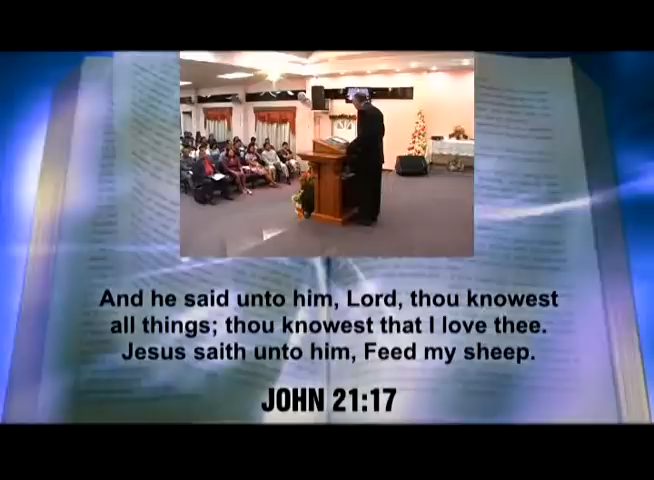 And he said unto him, Lord, thou knowest
all things; thou knowest that I love thee.
Jesus saith unto him, Feed my sheep.
JOHN 21:17